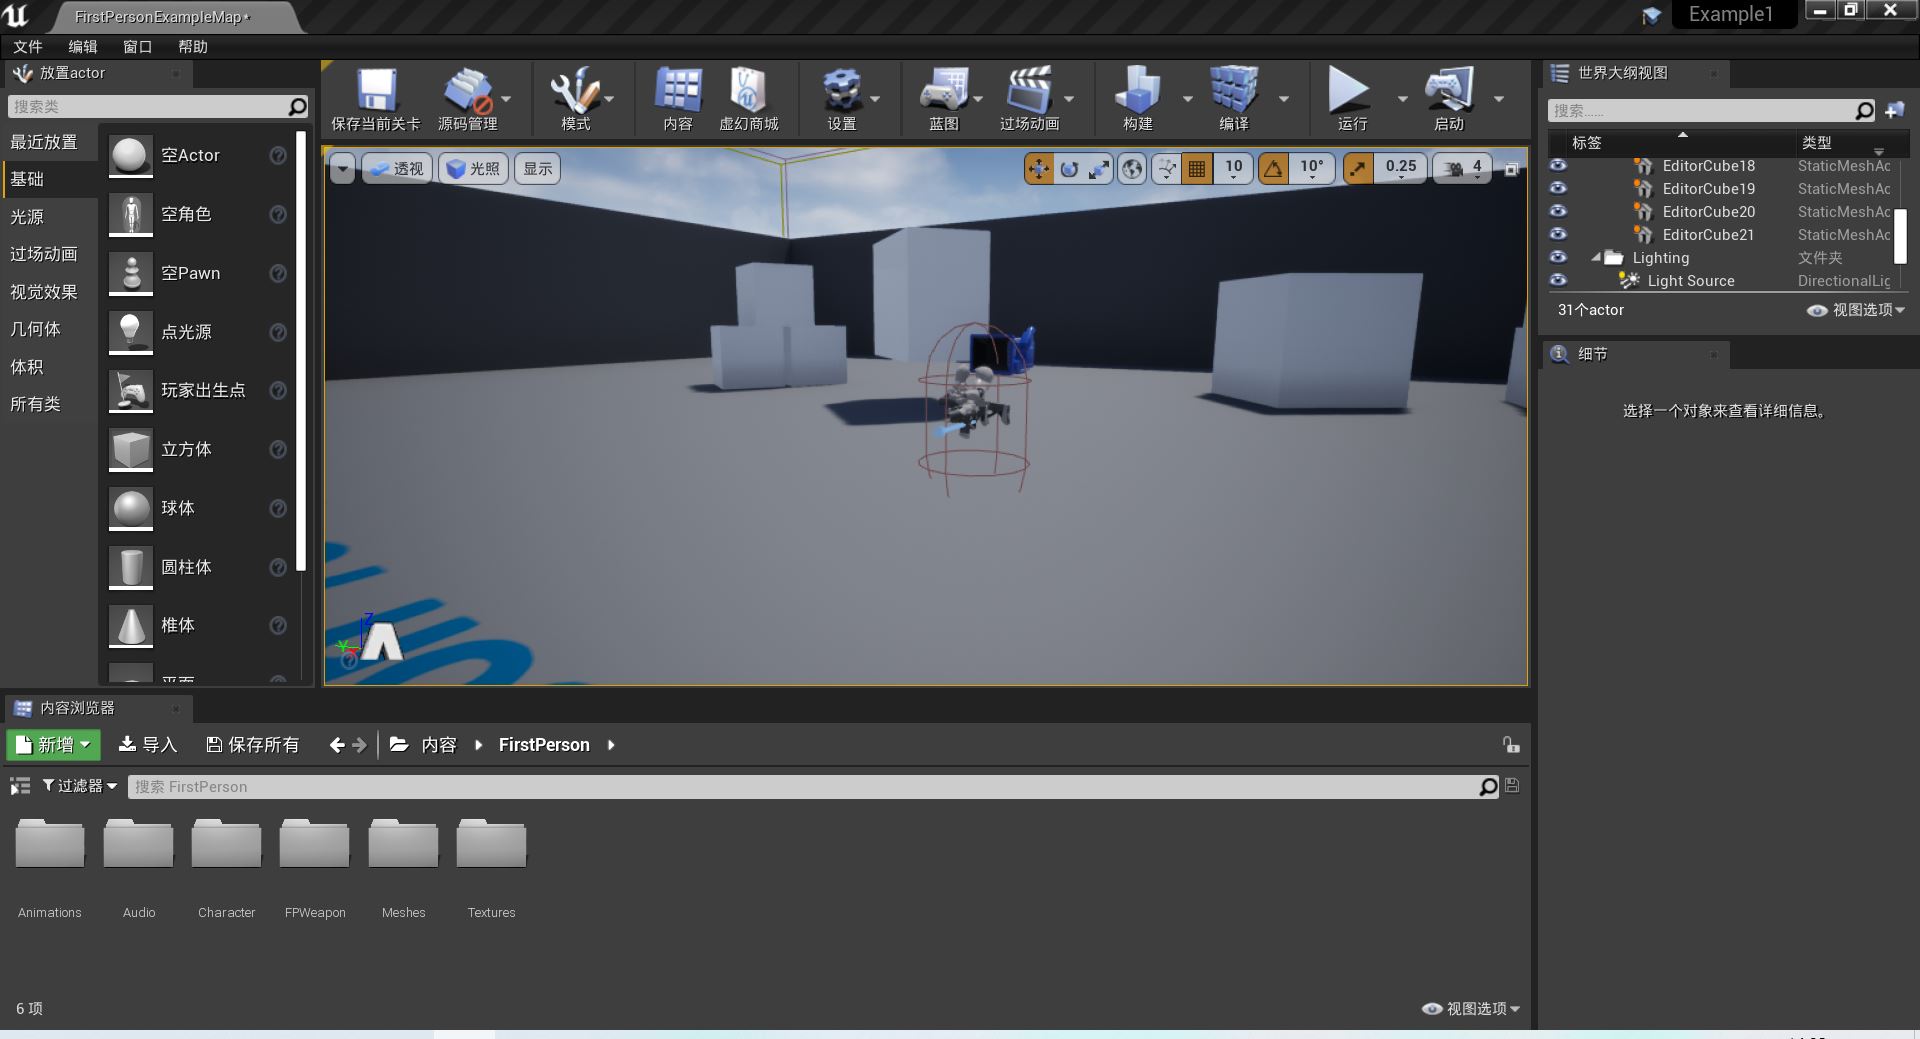 FirstPersonExampleMap*
Example1
文件 编辑 窗口 帮助
放置actor
搜索类
最近放置
基础
光源
过场动画
视觉效果
几何体
体积
所有类
空Actor
空角色
空Pawn
点光源
玩家出生点
立方体
球体
圆柱体
椎体
平面
保存当前关卡 源码管理 模式 内容 虚幻商城 设置 蓝图 过场动画 构建 编译 运行 启动
透视 光照 显示
10 10° 0.25 4
Z
Y
世界大纲视图
搜索......
标签 类型
EditorCube18 StaticMeshAc
EditorCube19 StaticMeshAc
EditorCube20 StaticMeshAc
EditorCube21 StaticMeshAc
Lighting 文件夹
Light Source DirectionalLig
31个actor 视图选项
细节
选择一个对象来查看详细信息。
内容浏览器
新增 导入 保存所有 内容 FirstPerson
过滤器 搜索 FirstPerson
Animations Audio Character FPWeapon Meshes Textures
6 项 视图选项